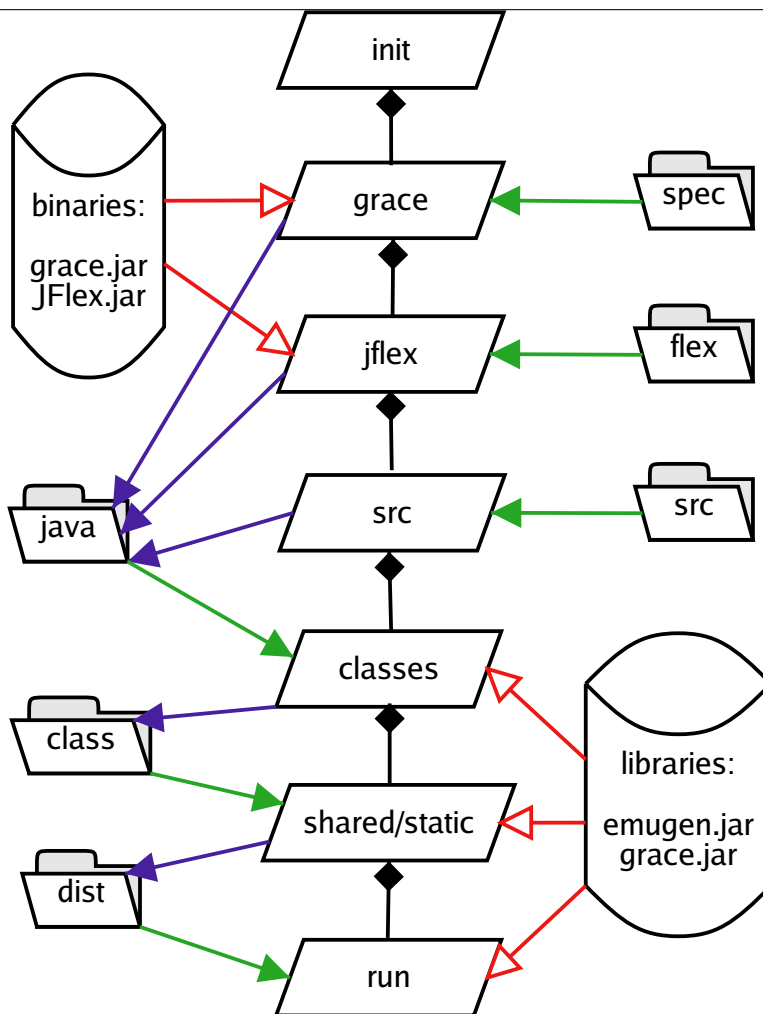 init
binaries:
grace.jar
JFlex.jar
grace
spec
jflex
flex
java
src
src
classes
class
libraries:
emugen.jar
grace.jar
shared/static
dist
run